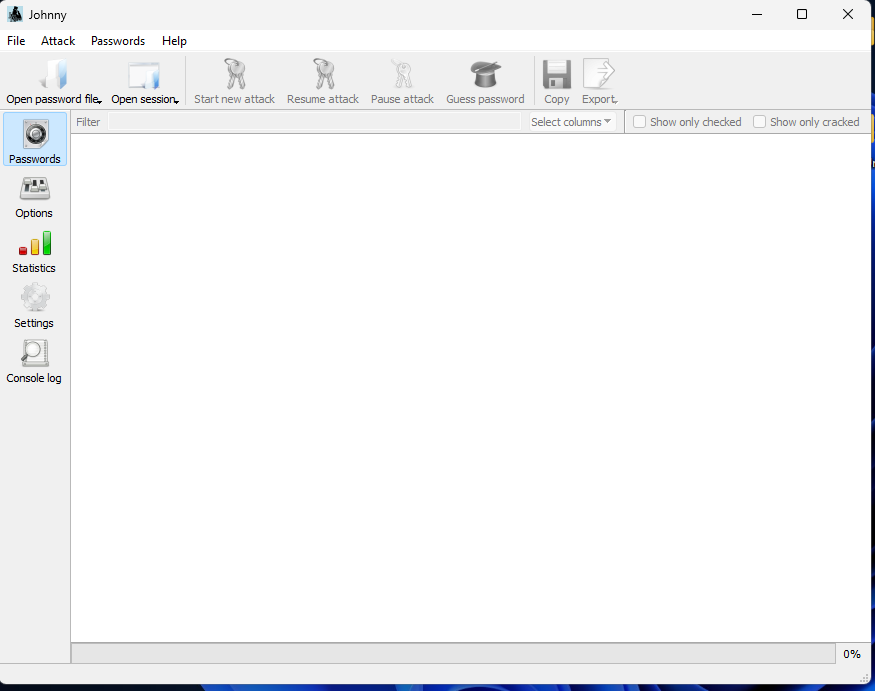 Johnny
File Attack Passwords Help
Open password file Open session Start new attack Resume attack Pause attack Guess password Copy Export
Filter Select columns Show only checked Show only cracked
Passwords
Options
Statistics
Settings
Console log
0%